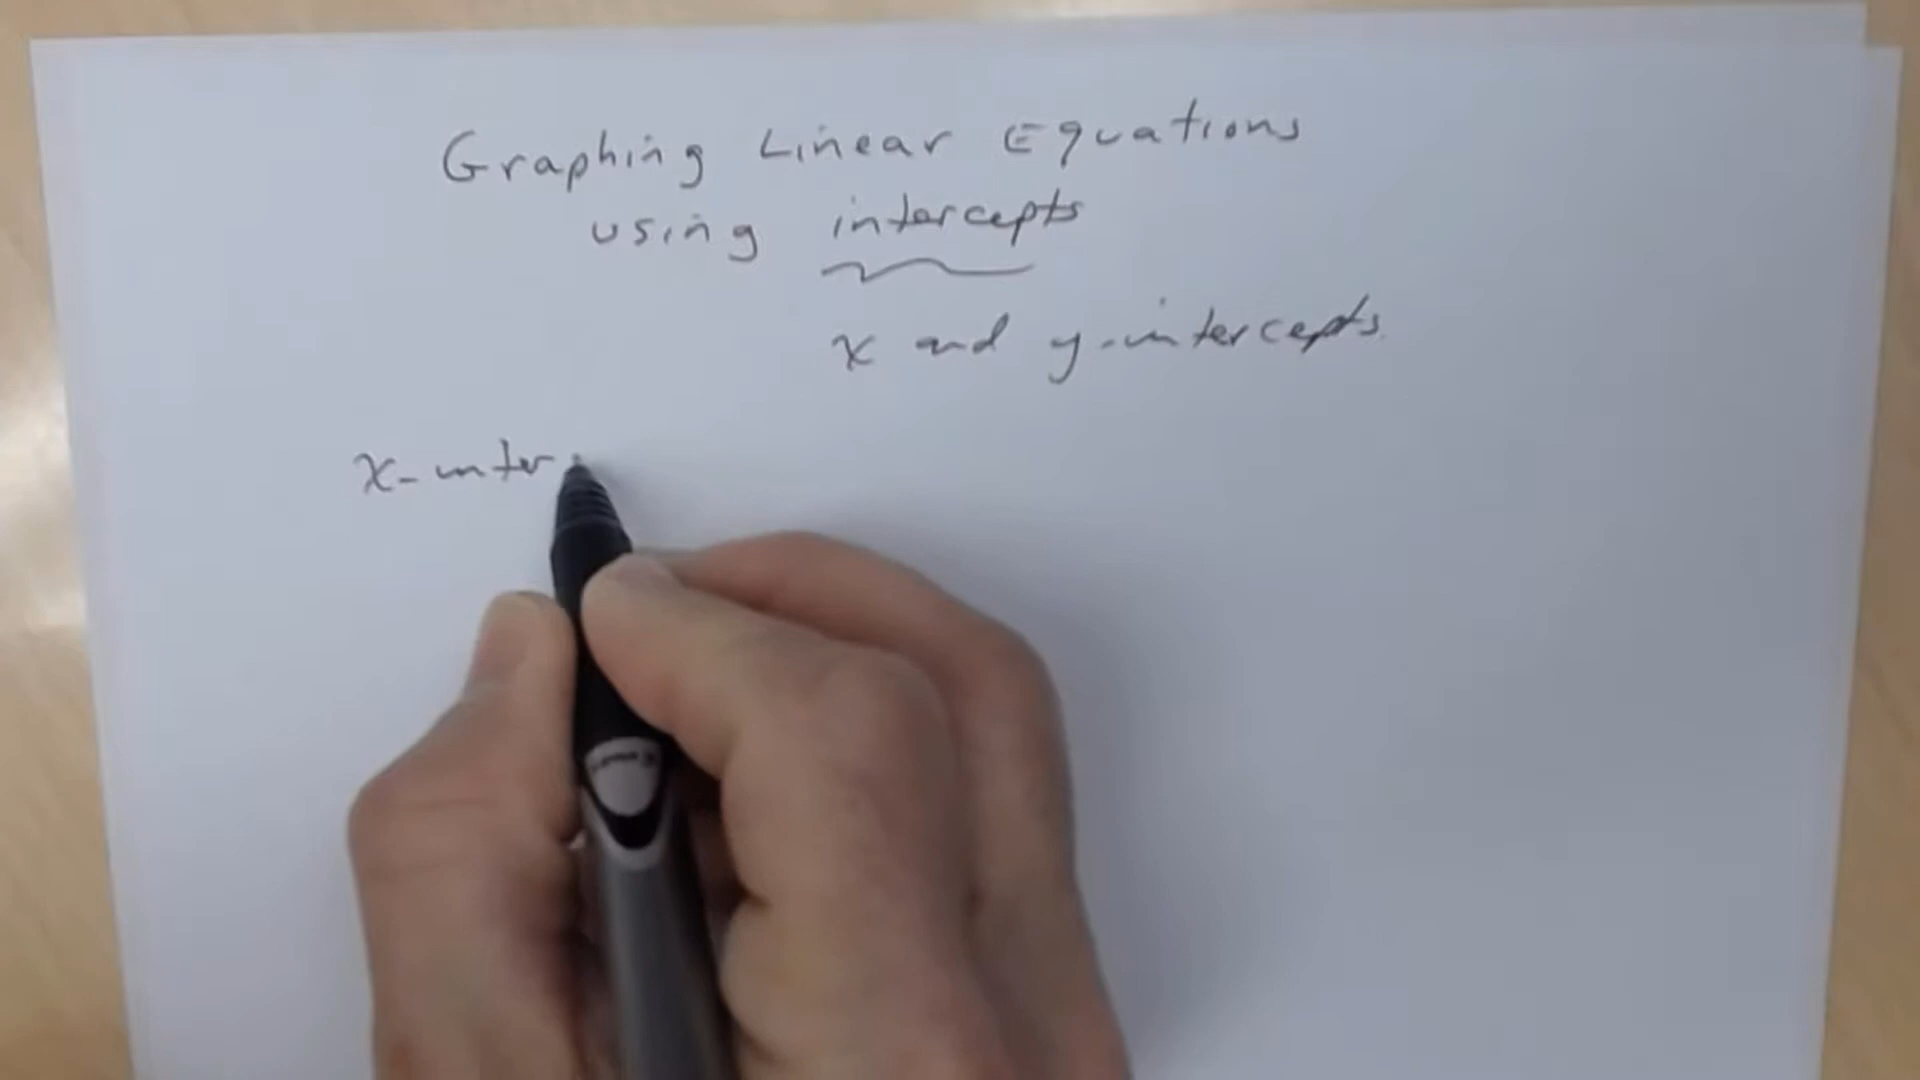 Graphing Linear Equations
using intercepts
x and y-intercepts.
x-inter